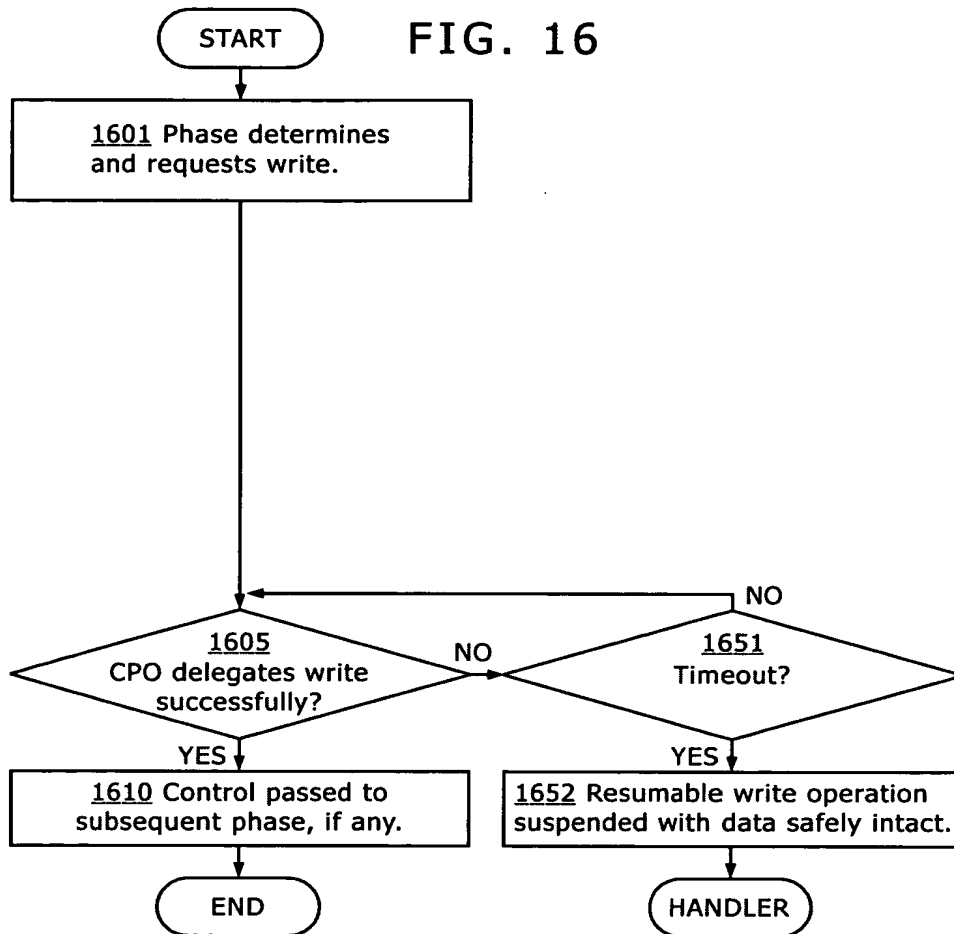 START
FIG. 16
1601 Phase determines
and requests write.
NO
1605
CPO delegates write
successfully?
NO
1651
Timeout?
YES
YES
1610 Control passed to
subsequent phase, if any.
1652 Resumable write operation
suspended with data safely intact.
END
HANDLER